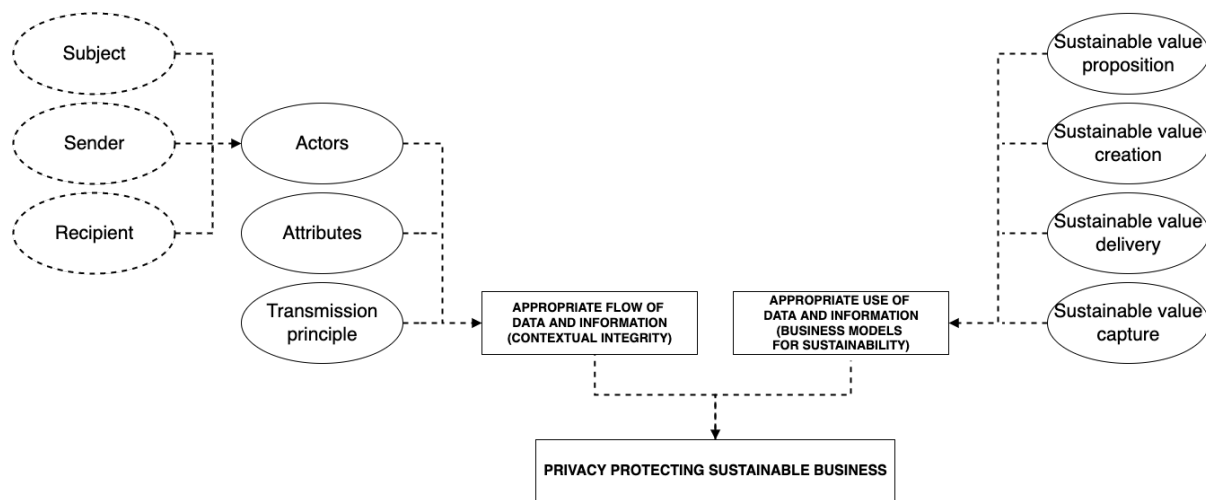 Subject
Sender
Recipient
Actors
Attributes
Transmission
principle
APPROPRIATE FLOW OF
DATA AND INFORMATION
(CONTEXTUAL INTEGRITY)
APPROPRIATE USE OF
DATA AND INFORMATION
(BUSINESS MODELS
FOR SUSTAINABILITY)
Sustainable value
proposition
Sustainable value
creation
Sustainable value
delivery
Sustainable value
capture
PRIVACY PROTECTING SUSTAINABLE BUSINESS